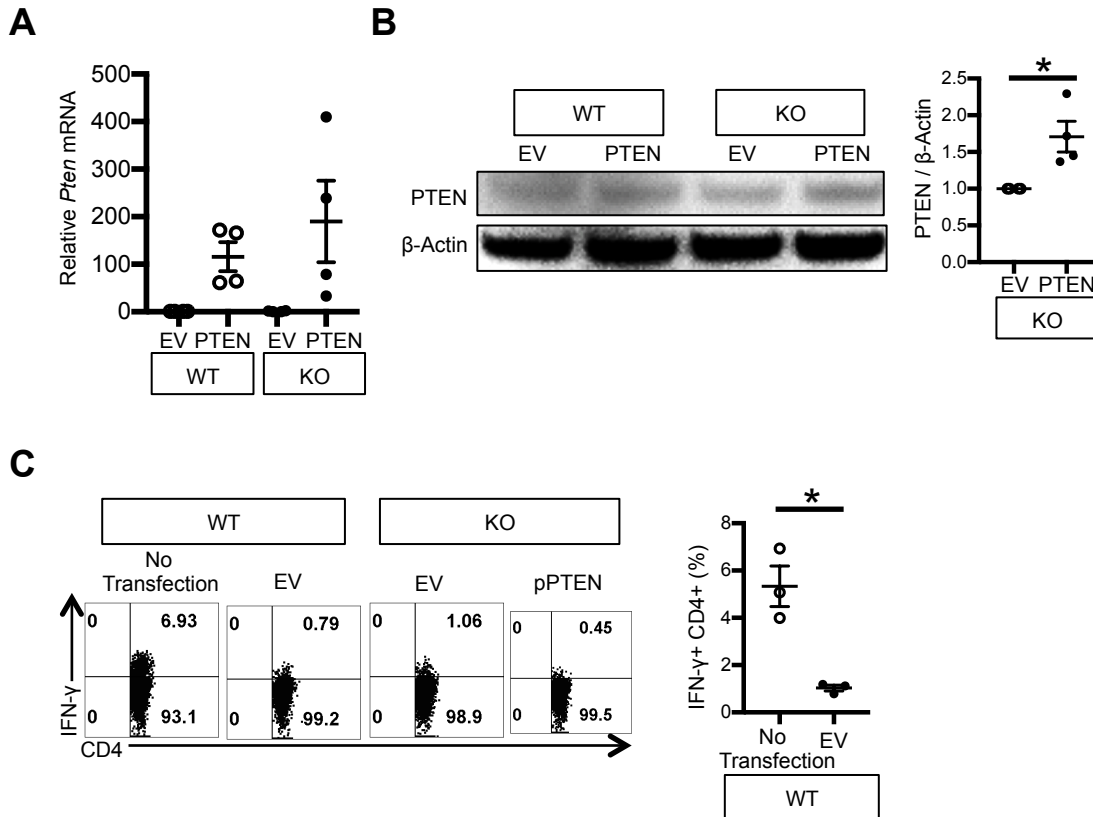 A
Relative Pten mRNA
500
400
300
200
100
0
EV PTEN EV PTEN
WT KO
B
WT KO
EV PTEN EV PTEN
PTEN
β-Actin
*
PTEN / β-Actin
2.5
2.0
1.5
1.0
0.5
0.0
EV PTEN
KO
C
WT KO
No
Transfection EV EV pPTEN
0 6.93 0 0.79 0 1.06 0 0.45
0 93.1 0 99.2 0 98.9 0 99.5
IFN-γ
CD4
*
IFN-γ+ CD4+ (%)
8
6
4
2
0
No EV
Transfection
WT